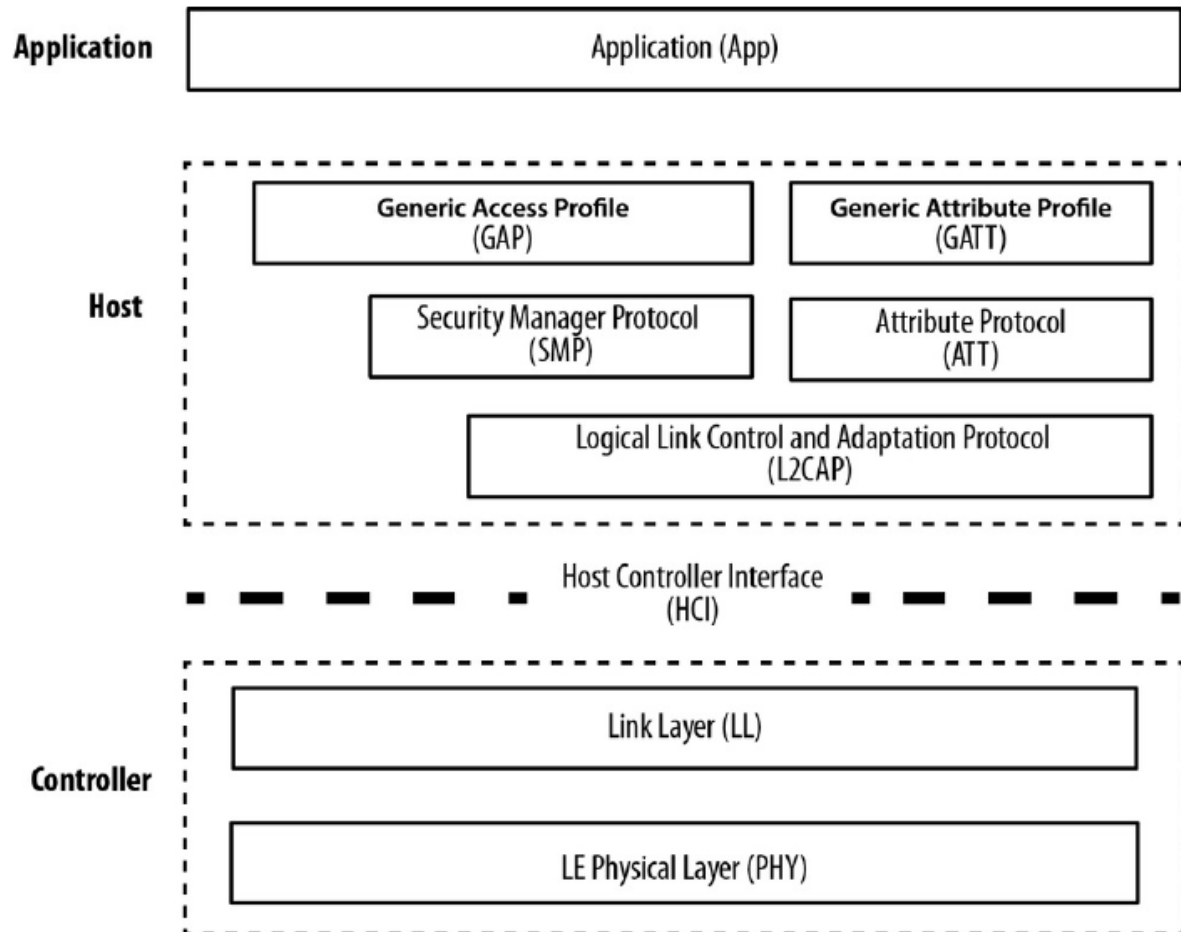 Application
Application (App)
Host
Generic Access Profile
(GAP)
Generic Attribute Profile
(GATT)
Security Manager Protocol
(SMP)
Attribute Protocol
(ATT)
Logical Link Control and Adaptation Protocol
(L2CAP)
Host Controller Interface
(HCI)
Controller
Link Layer (LL)
LE Physical Layer (PHY)